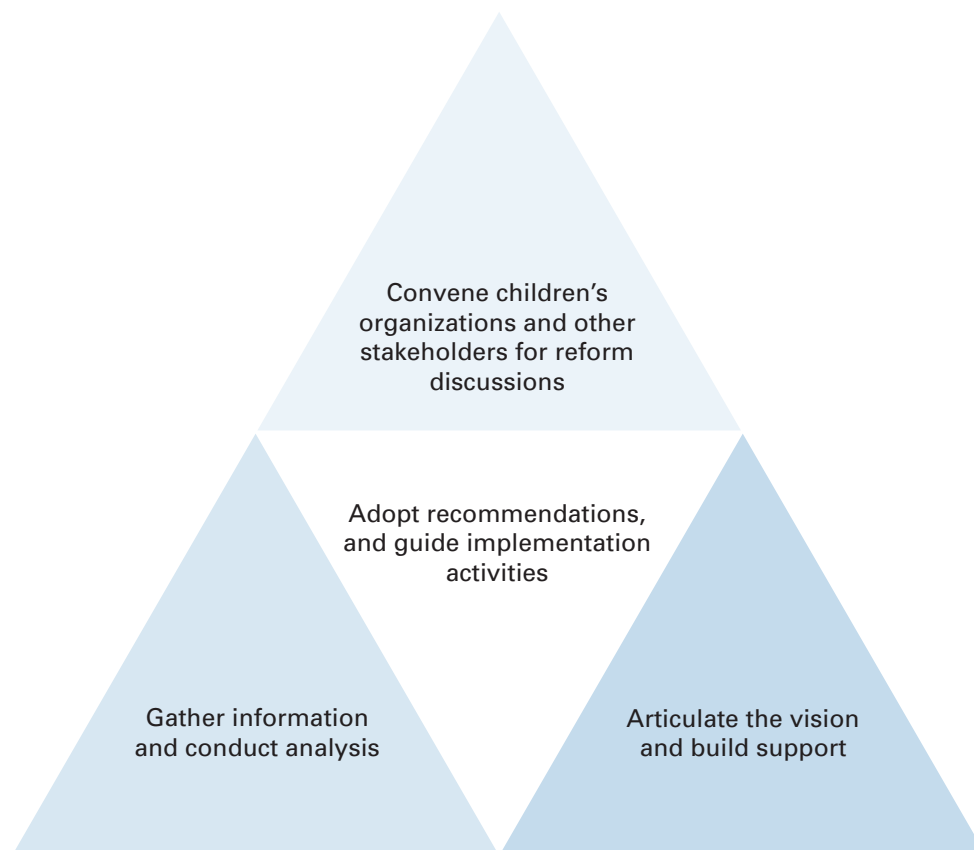 Convene children’s
organizations and other
stakeholders for reform
discussions
Adopt recommendations,
and guide implementation
activities
Gather information
and conduct analysis
Articulate the vision
and build support